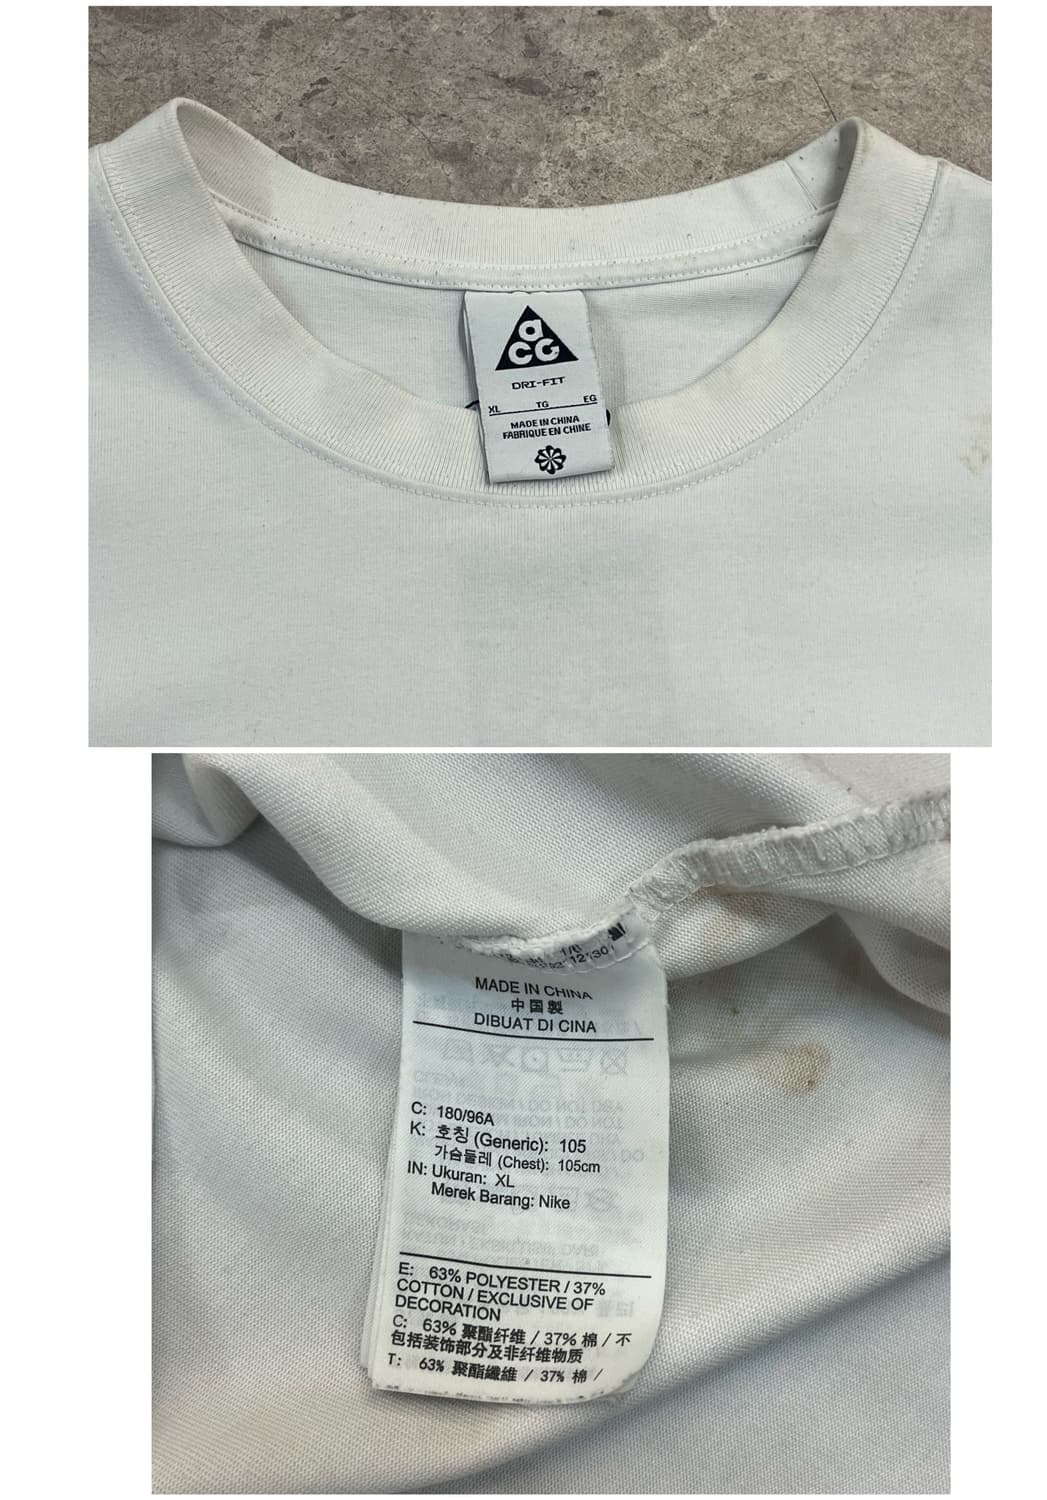 aCG
DRI-FIT
XL TG EG
MADE IN CHINA
FABRIQUE EN CHINE
MADE IN CHINA
中国製
DIBUAT DI CINA
C: 180/96A
K: 호칭 (Generic): 105
가슴둘레 (Chest): 105cm
IN: Ukuran: XL
Merek Barang: Nike
E: 63% POLYESTER / 37%
COTTON / EXCLUSIVE OF
DECORATION
C: 63% 聚酯纤维 / 37% 棉 / 不
包括装饰部分及非纤维物质
T: 63% 聚酯纖維 / 37% 棉 /